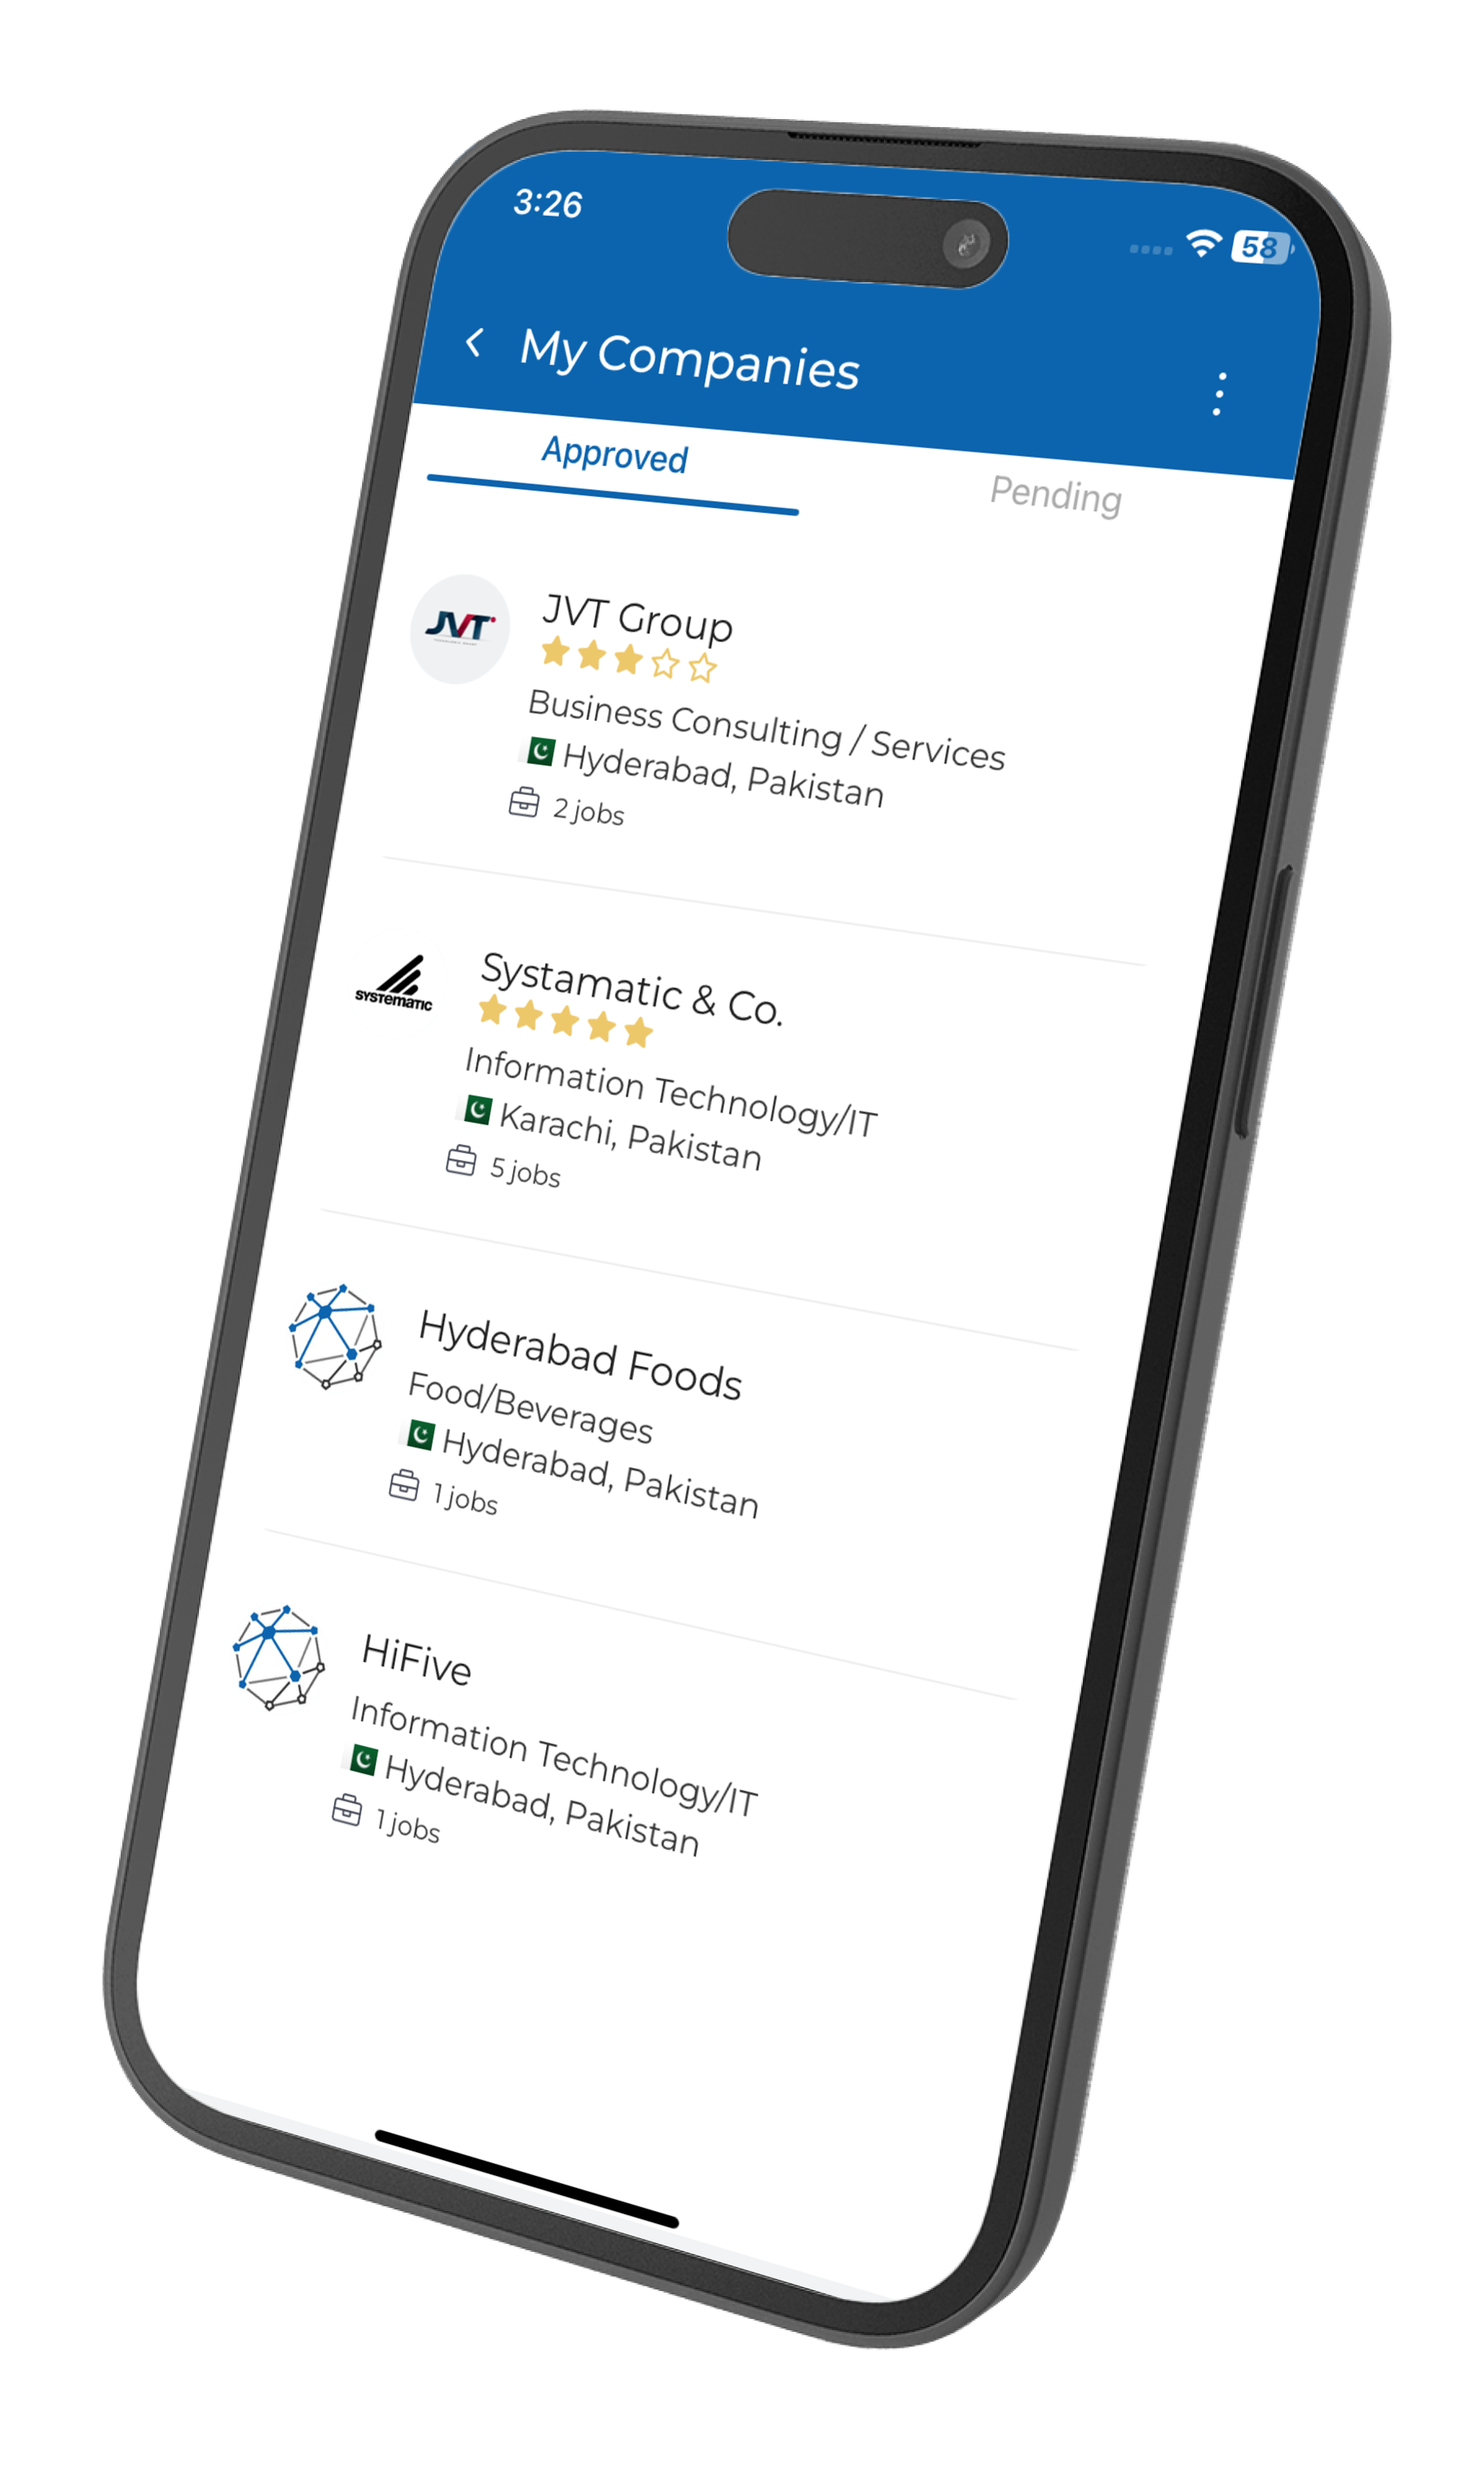 3:26
58
My Companies
Approved
Pending
JVT
JVT Group
Business Consulting / Services
Hyderabad, Pakistan
2 jobs
SYSTEMATIC
Systamatic & Co.
Information Technology/IT
Karachi, Pakistan
5 jobs
Hyderabad Foods
Food/Beverages
Hyderabad, Pakistan
1 jobs
HiFive
Information Technology/IT
Hyderabad, Pakistan
1 jobs